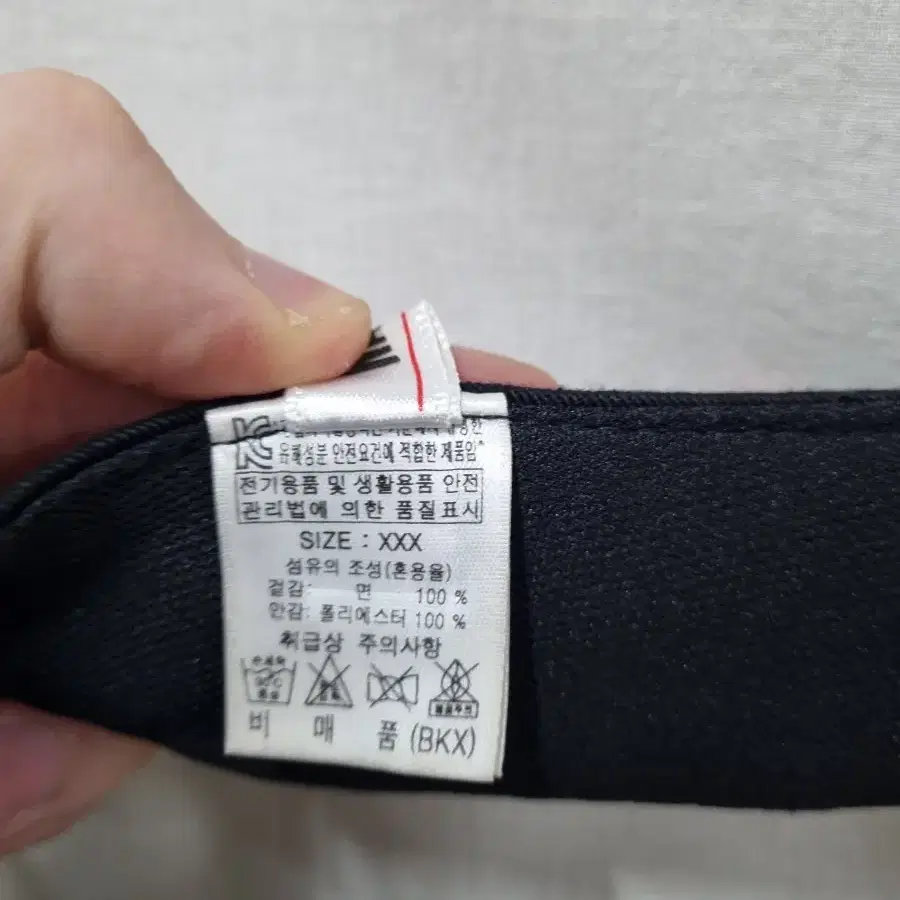 유해성분 안전요건에 적합한 제품임"
전기용품 및 생활용품 안전
관리법에 의한 품질표시
SIZE : XXX
섬유의 조성(혼용율)
겉감: 면 100 %
안감: 폴리에스터 100 %
취급상 주의사항
비 매 품 (BKX)